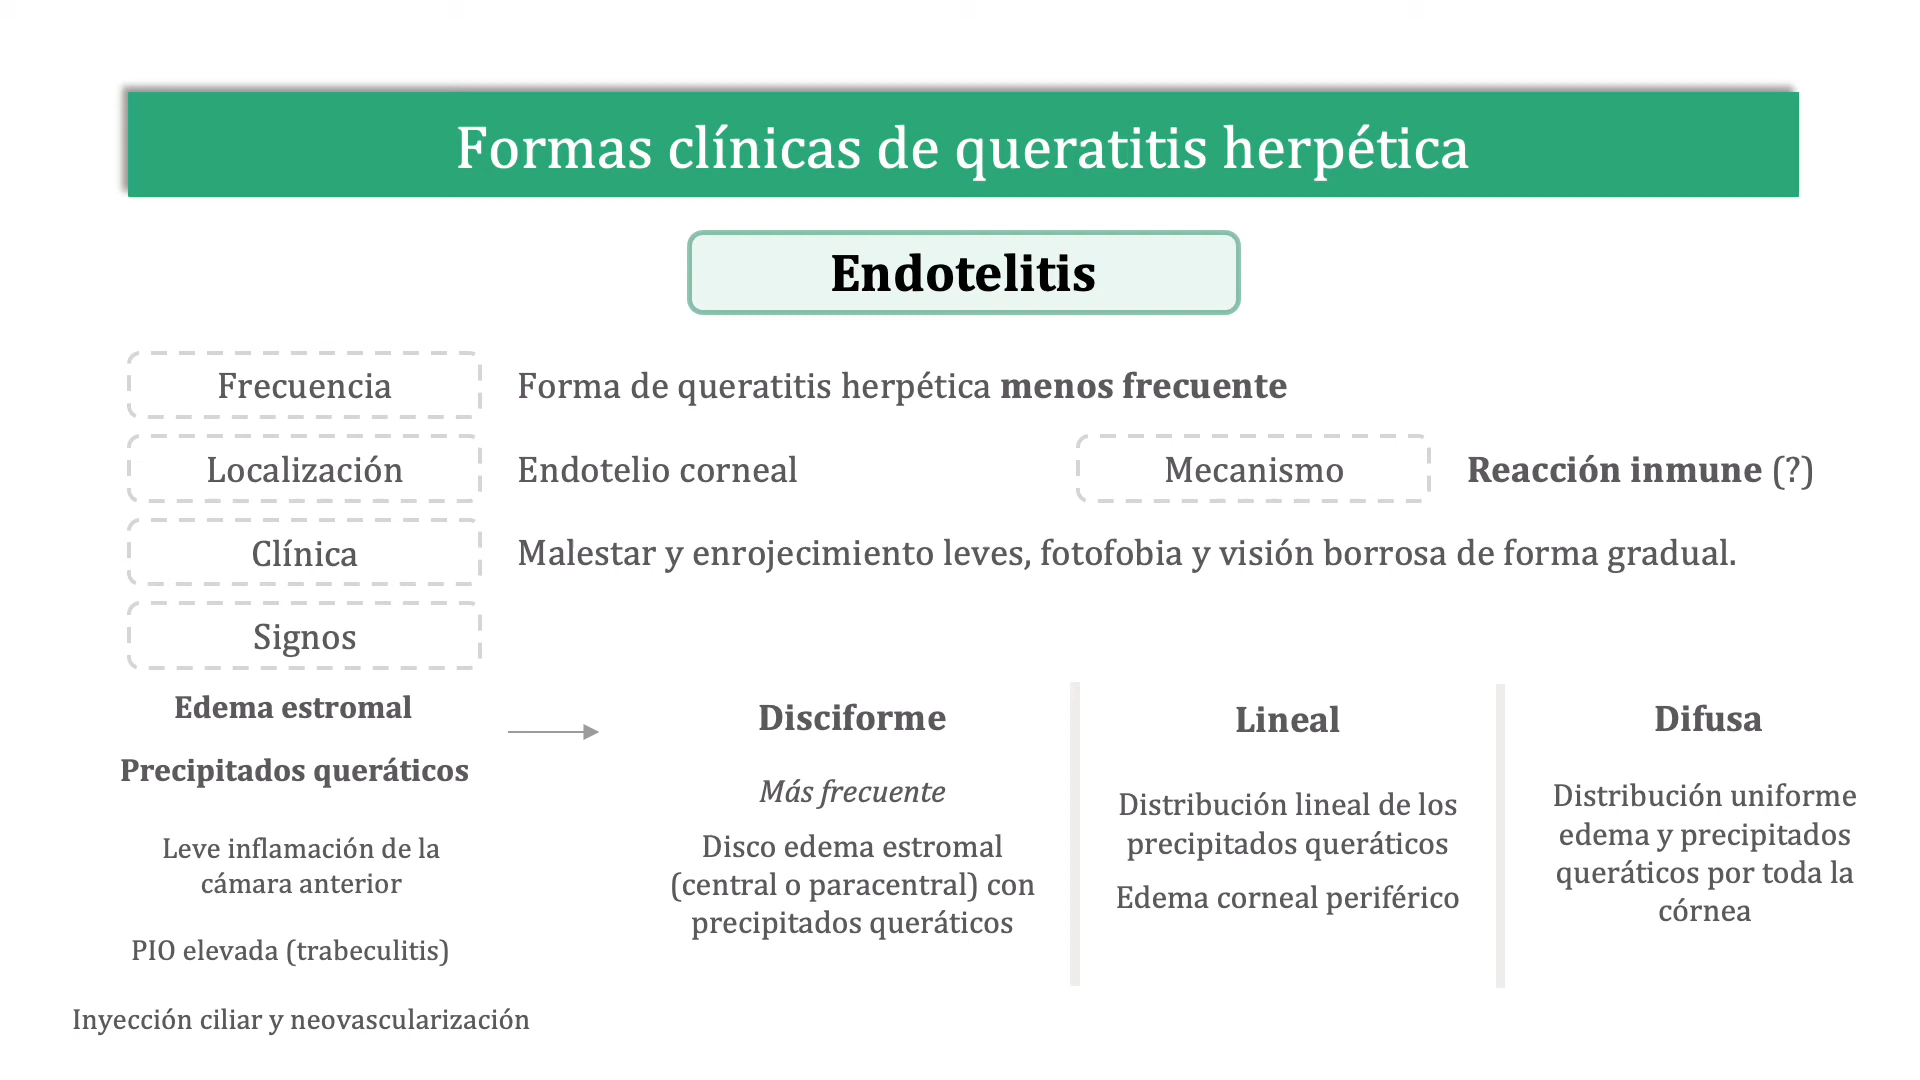 Formas clínicas de queratitis herpética
Endotelitis
Frecuencia
Forma de queratitis herpética menos frecuente
Localización
Endotelio corneal
Mecanismo
Reacción inmune (?)
Clínica
Malestar y enrojecimiento leves, fotofobia y visión borrosa de forma gradual.
Signos
Edema estromal
Precipitados queráticos
Leve inflamación de la
cámara anterior
PIO elevada (trabeculitis)
Inyección ciliar y neovascularización
Disciforme
Más frecuente
Disco edema estromal
(central o paracentral) con
precipitados queráticos
Lineal
Distribución lineal de los
precipitados queráticos
Edema corneal periférico
Difusa
Distribución uniforme
edema y precipitados
queráticos por toda la
córnea